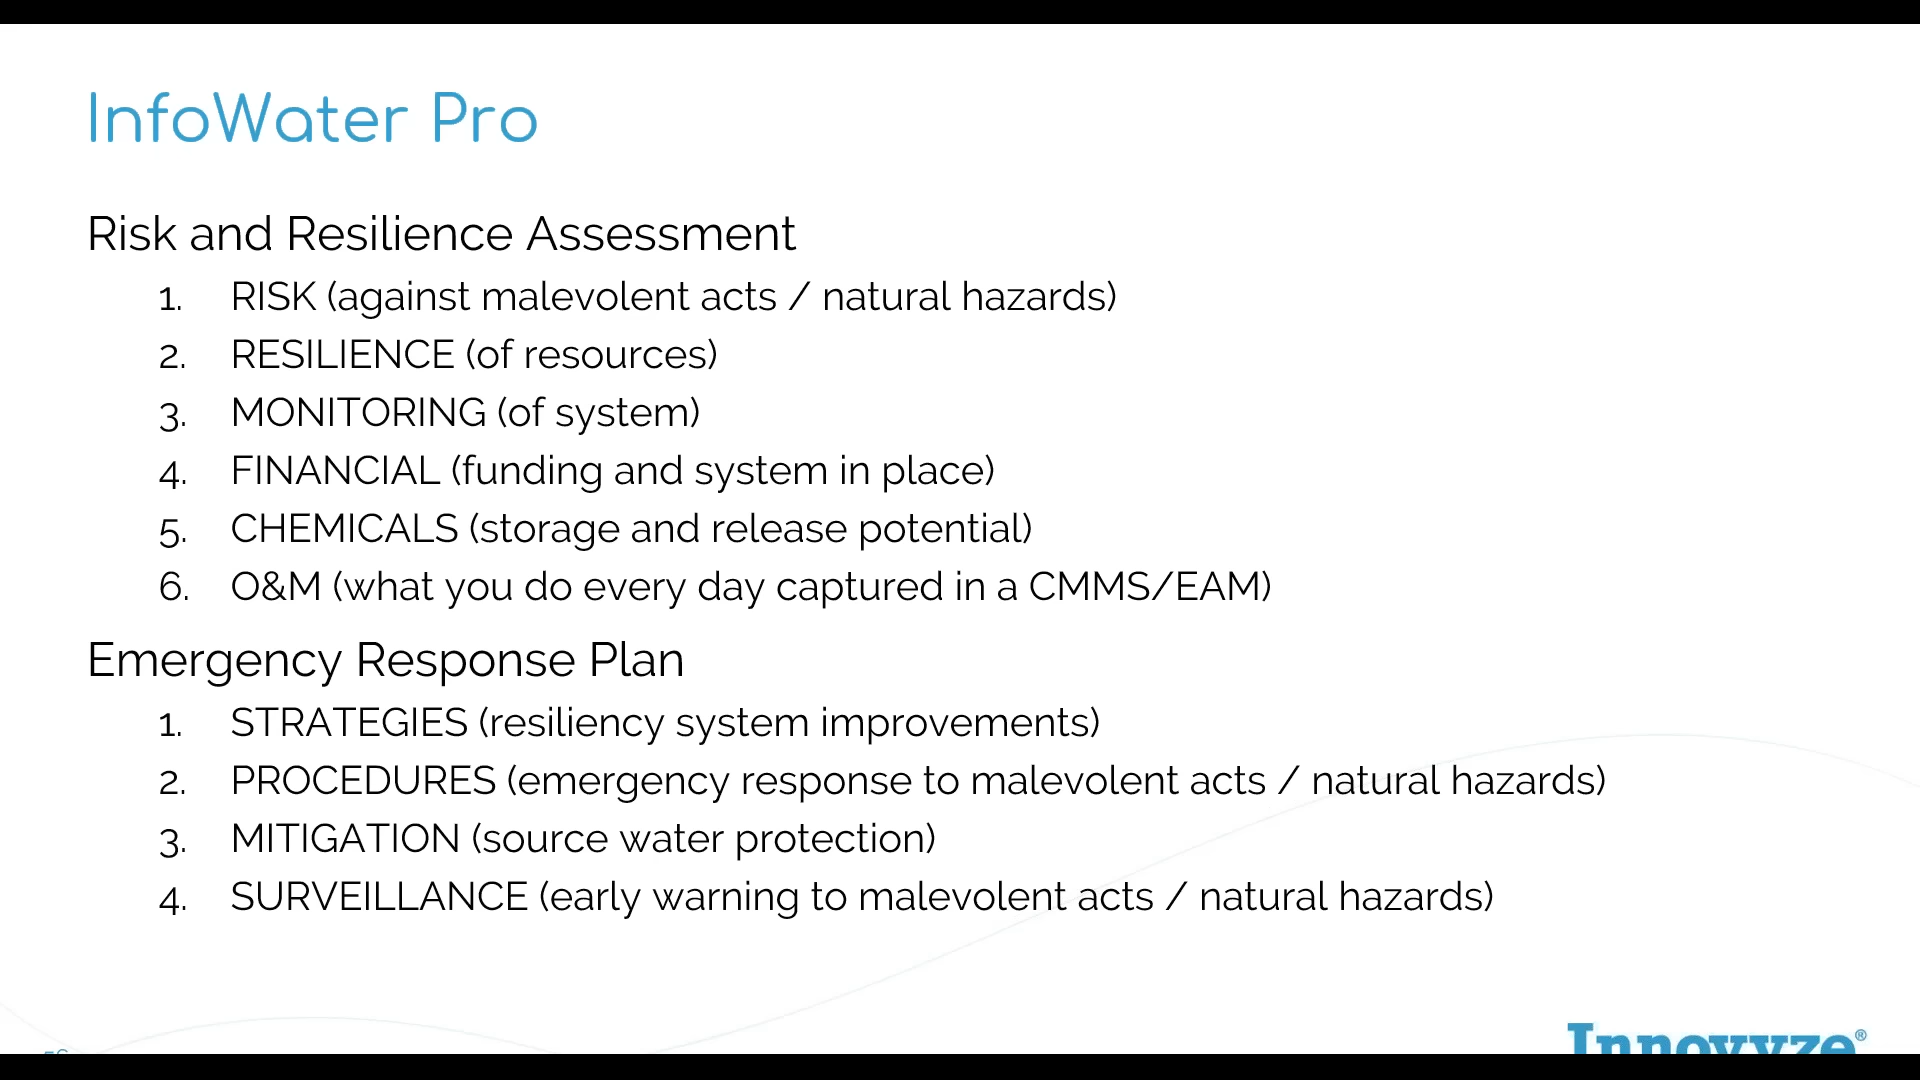 InfoWater Pro
Risk and Resilience Assessment
1. RISK (against malevolent acts / natural hazards)
2. RESILIENCE (of resources)
3. MONITORING (of system)
4. FINANCIAL (funding and system in place)
5. CHEMICALS (storage and release potential)
6. O&M (what you do every day captured in a CMMS/EAM)
Emergency Response Plan
1. STRATEGIES (resiliency system improvements)
2. PROCEDURES (emergency response to malevolent acts / natural hazards)
3. MITIGATION (source water protection)
4. SURVEILLANCE (early warning to malevolent acts / natural hazards)
Innovyze®